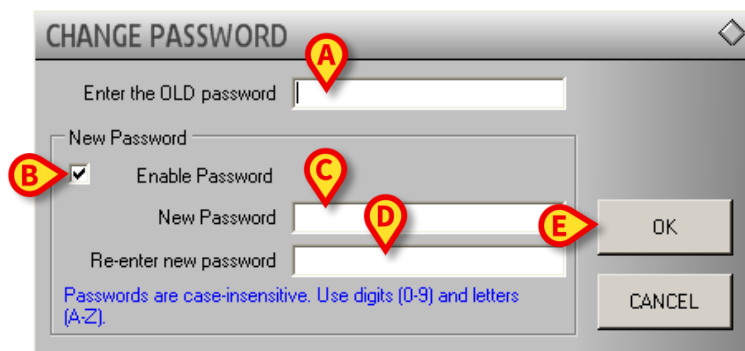 CHANGE PASSWORD
A
Enter the OLD password
New Password
B
Enable Password
C
New Password
D
E
OK
Re-enter new password
Passwords are case-insensitive. Use digits (0-9) and letters
(A-Z).
CANCEL